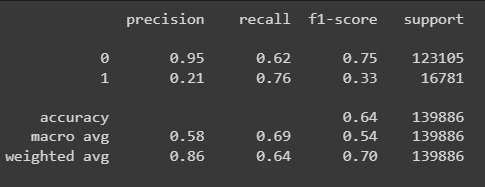 precision recall f1-score support
0 0.95 0.62 0.75 123105
1 0.21 0.76 0.33 16781
accuracy 0.64 139886
macro avg 0.58 0.69 0.54 139886
weighted avg 0.86 0.64 0.70 139886